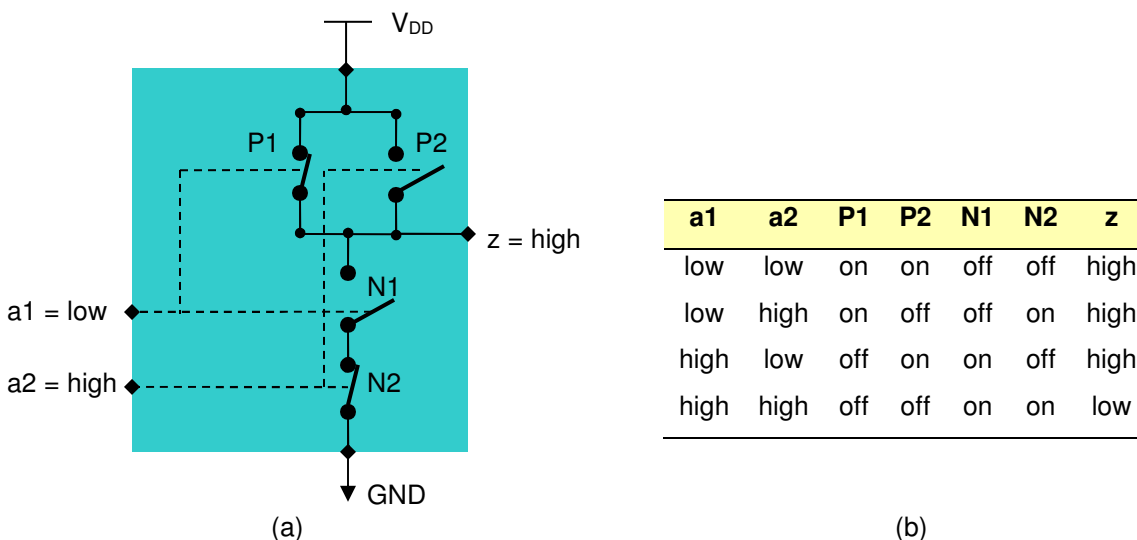 V_DD
P1
P2
z = high
N1
a1 = low
a2 = high
N2
GND
(a)
a1 a2 P1 P2 N1 N2 z
low low on on off off high
low high on off off on high
high low off on on off high
high high off off on on low
(b)